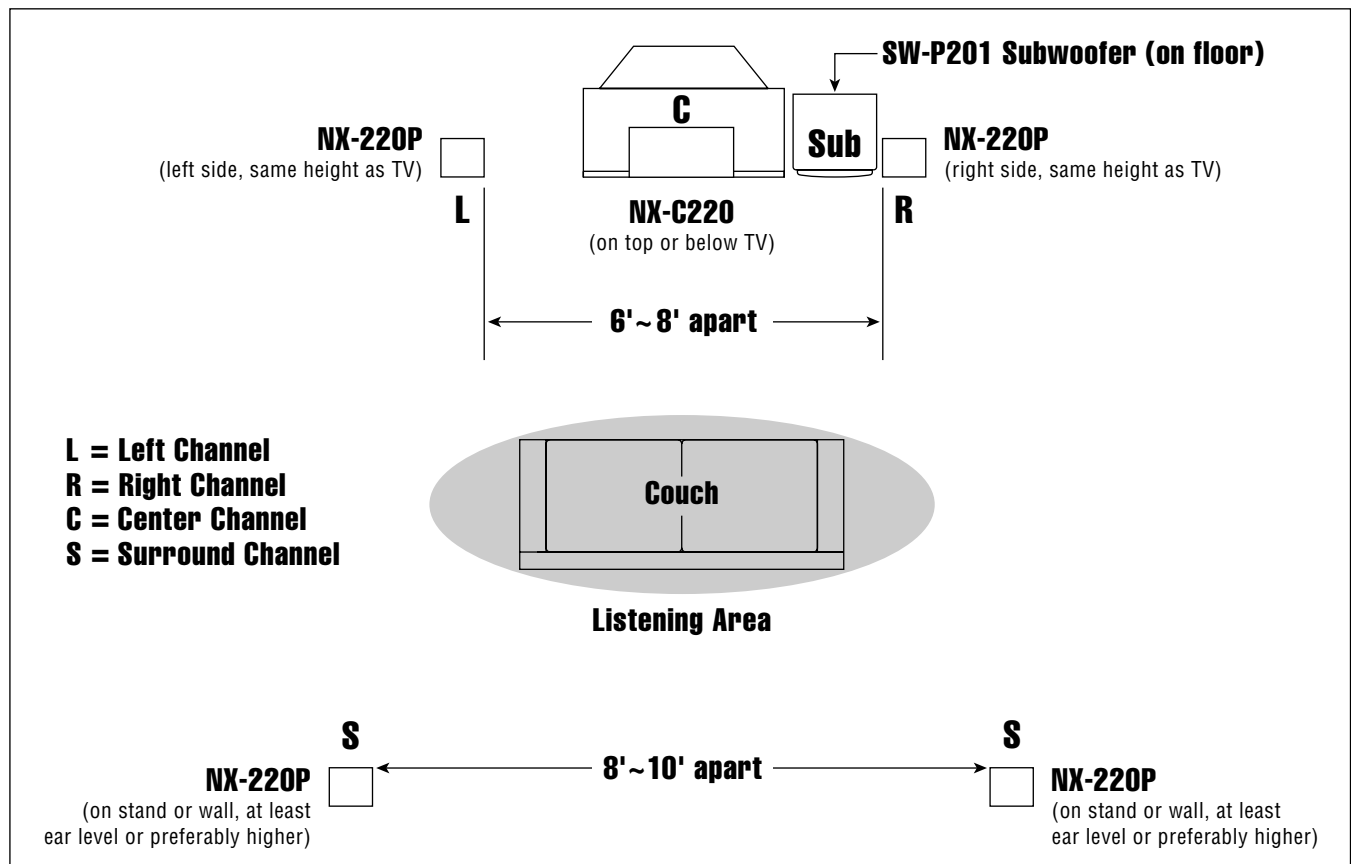 SW-P201 Subwoofer (on floor)
C
Sub
NX-220P
(left side, same height as TV)
NX-220P
(right side, same height as TV)
L
NX-C220
(on top or below TV)
R
6'~8' apart
L = Left Channel
R = Right Channel
C = Center Channel
S = Surround Channel
Couch
Listening Area
S
S
8'~10' apart
NX-220P
(on stand or wall, at least
ear level or preferably higher)
NX-220P
(on stand or wall, at least
ear level or preferably higher)